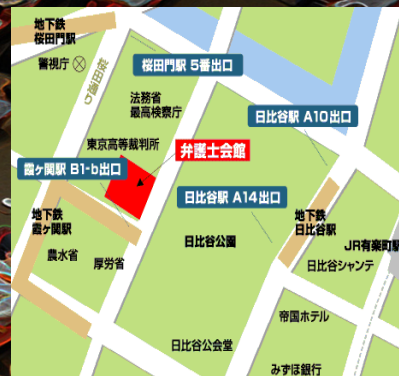 地下鉄
桜田門駅
警視庁
桜田通り
桜田門駅 5番出口
法務省
最高検察庁
日比谷駅 A10出口
東京高等裁判所
弁護士会館
霞ヶ関駅 B1-b出口
日比谷駅 A14出口
地下鉄
霞ヶ関駅
地下鉄
日比谷駅
日比谷公園
JR有楽町駅
農水省
厚労省
日比谷シャンテ
帝国ホテル
日比谷公会堂
みずほ銀行